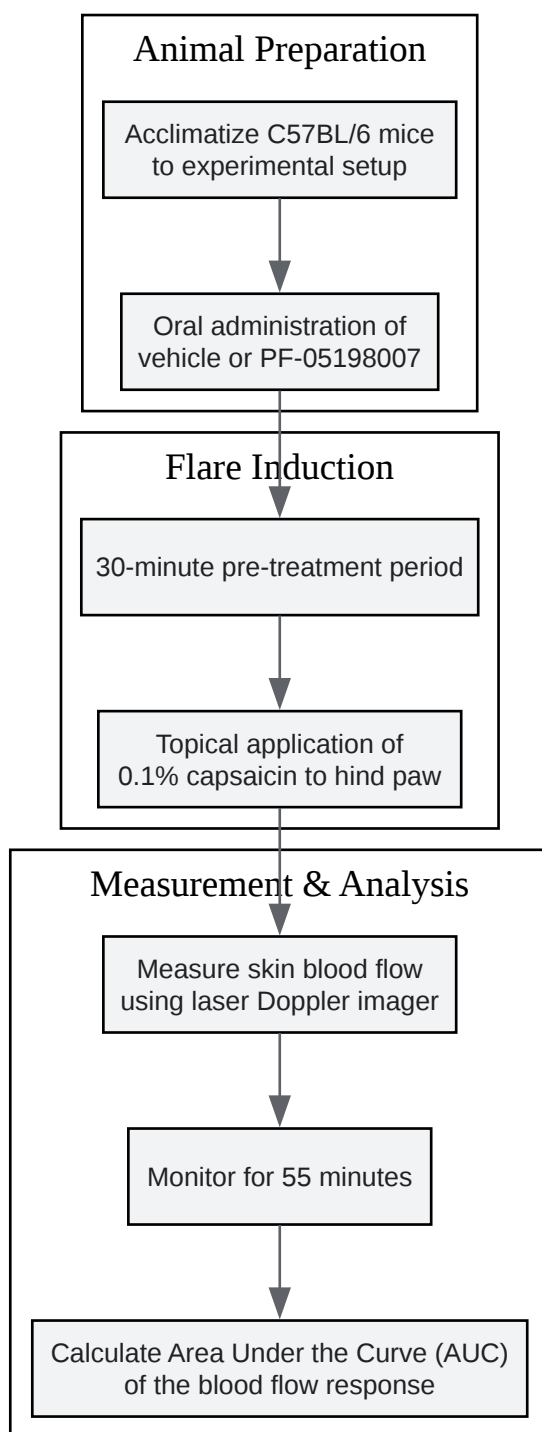 Animal Preparation
Acclimatize C57BL/6 mice
to experimental setup
Oral administration of
vehicle or PF-05198007
Flare Induction
30-minute pre-treatment period
Topical application of
0.1% capsaicin to hind paw
Measurement & Analysis
Measure skin blood flow
using laser Doppler imager
Monitor for 55 minutes
Calculate Area Under the Curve (AUC)
of the blood flow response